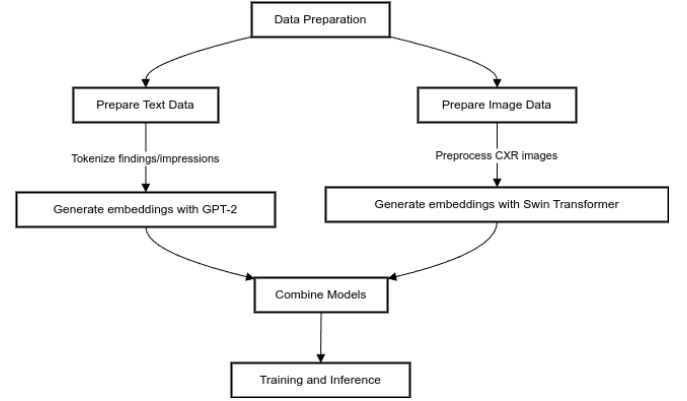 Data Preparation
Prepare Text Data
Prepare Image Data
Tokenize findings/impressions
Preprocess CXR images
Generate embeddings with GPT-2
Generate embeddings with Swin Transformer
Combine Models
Training and Inference